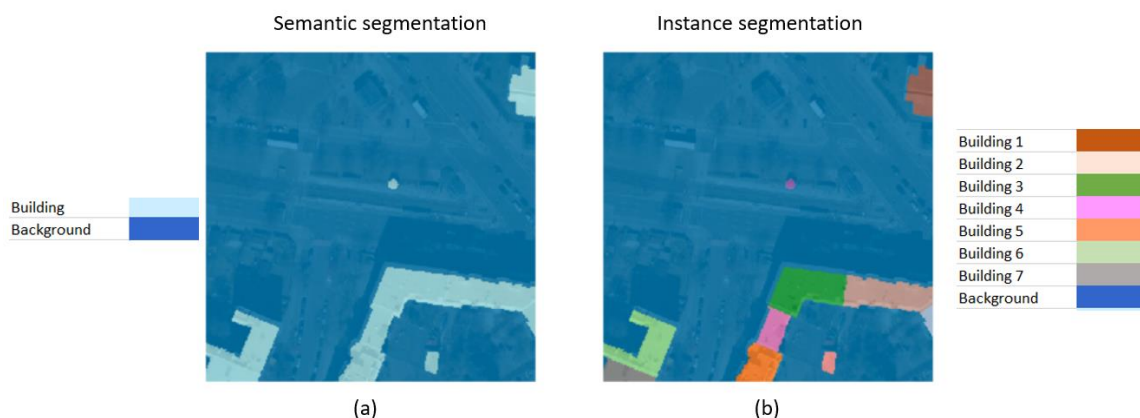 Semantic segmentation
Instance segmentation
Building
Background
Building 1
Building 2
Building 3
Building 4
Building 5
Building 6
Building 7
Background
(a)
(b)